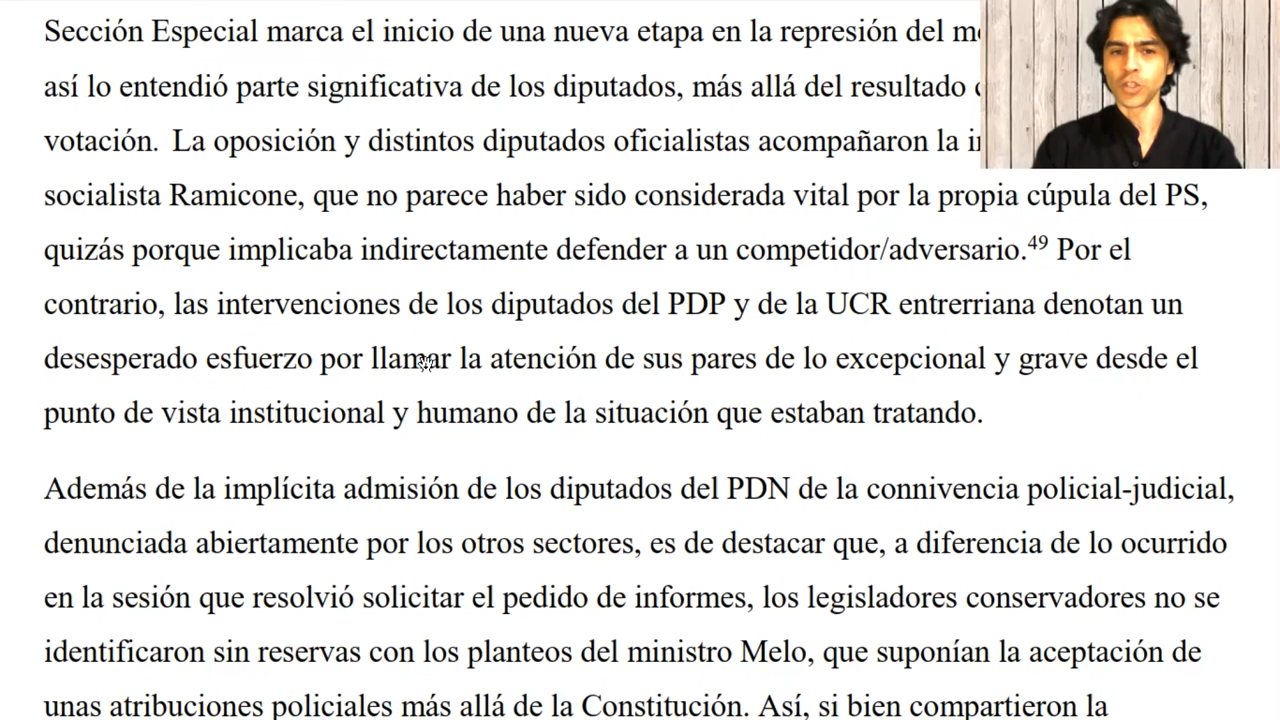 Sección Especial marca el inicio de una nueva etapa en la represión del
así lo entendió parte significativa de los diputados, más allá del resultado
votación. La oposición y distintos diputados oficialistas acompañaron la
socialista Ramicone, que no parece haber sido considerada vital por la propia cúpula del PS,
quizás porque implicaba indirectamente defender a un competidor/adversario.49 Por el
contrario, las intervenciones de los diputados del PDP y de la UCR entrerriana denotan un
desesperado esfuerzo por llamar la atención de sus pares de lo excepcional y grave desde el
punto de vista institucional y humano de la situación que estaban tratando.
Además de la implícita admisión de los diputados del PDN de la connivencia policial-judicial,
denunciada abiertamente por los otros sectores, es de destacar que, a diferencia de lo ocurrido
en la sesión que resolvió solicitar el pedido de informes, los legisladores conservadores no se
identificaron sin reservas con los planteos del ministro Melo, que suponían la aceptación de
unas atribuciones policiales más allá de la Constitución. Así, si bien compartieron la